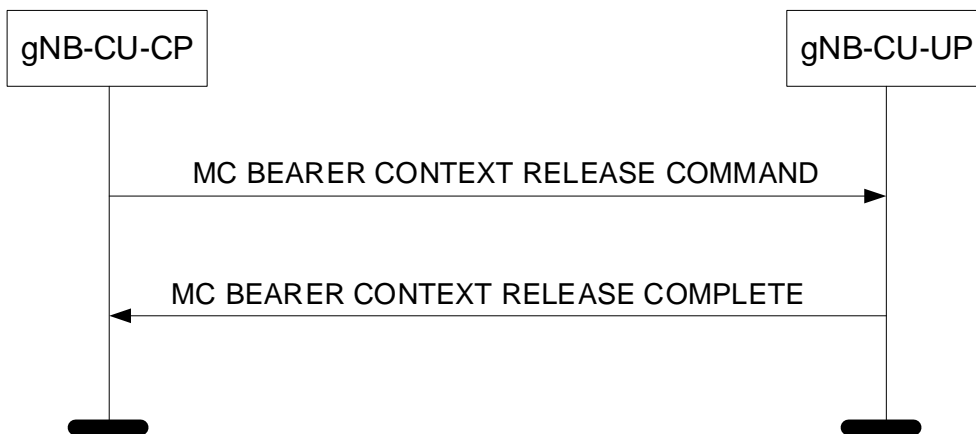 gNB-CU-CP
gNB-CU-UP
MC BEARER CONTEXT RELEASE COMMAND
MC BEARER CONTEXT RELEASE COMPLETE